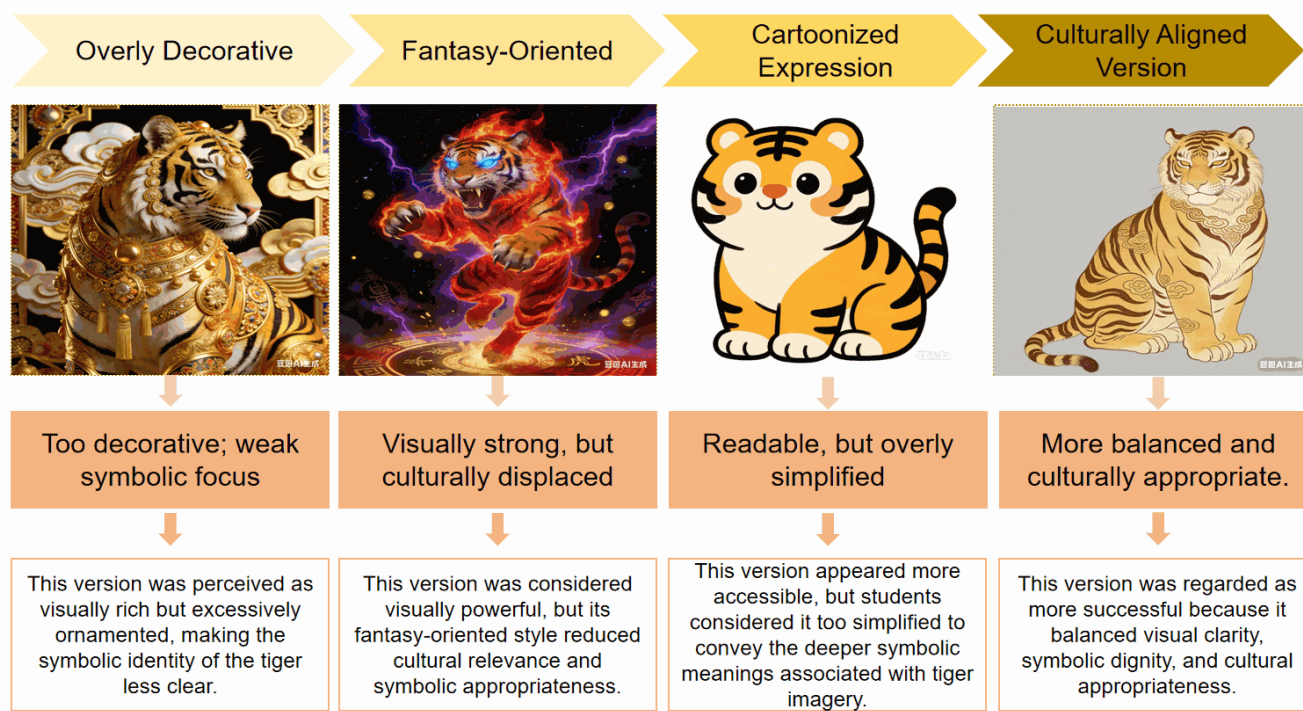 Overly Decorative
Fantasy-Oriented
Cartoonized
Expression
Culturally Aligned
Version
豆包AI生成
豆包AI生成
豆包AI生成
豆包AI生成
Too decorative; weak
symbolic focus
Visually strong, but
culturally displaced
Readable, but overly
simplified
More balanced and
culturally appropriate.
This version was perceived as
visually rich but excessively
ornamented, making the
symbolic identity of the tiger
less clear.
This version was considered
visually powerful, but its
fantasy-oriented style reduced
cultural relevance and
symbolic appropriateness.
This version appeared more
accessible, but students
considered it too simplified to
convey the deeper symbolic
meanings associated with tiger
imagery.
This version was regarded as
more successful because it
balanced visual clarity,
symbolic dignity, and cultural
appropriateness.